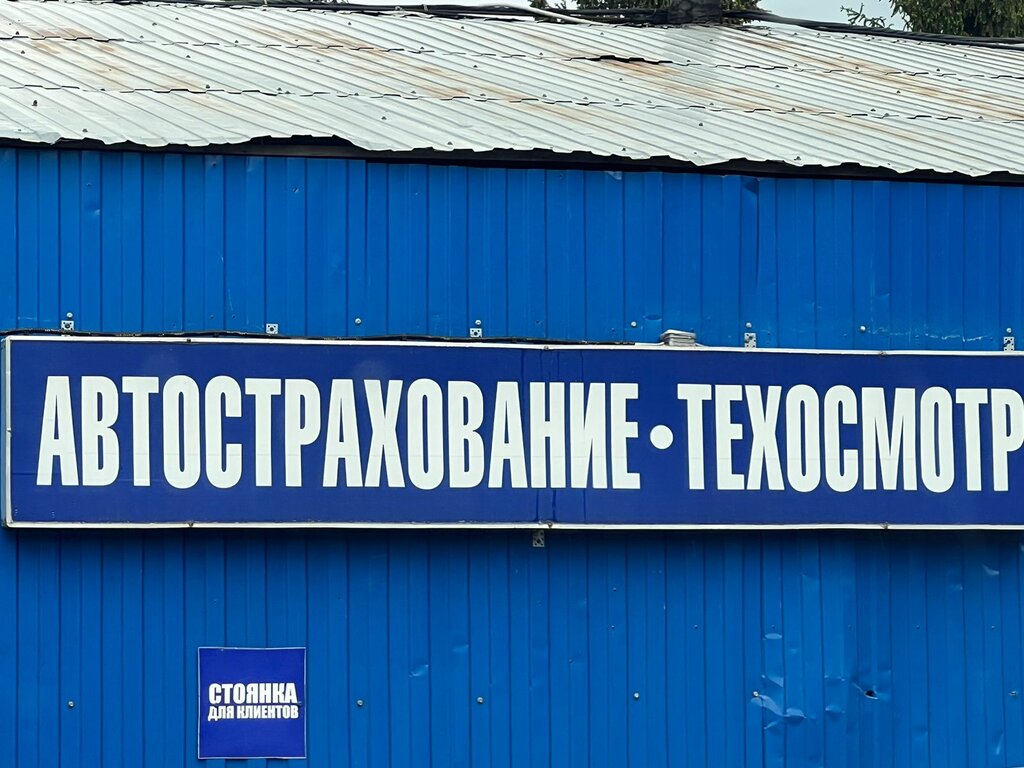 АВТОСТРАХОВАНИЕ•ТЕХОСМОТР
СТОЯНКА
ДЛЯ КЛИЕНТОВ